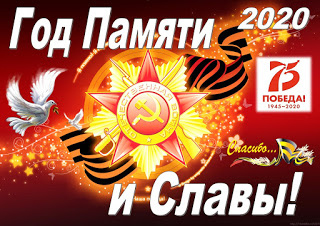 Год Памяти
2020
75
ПОБЕДА!
1945–2020
Спасибо...
и Славы!